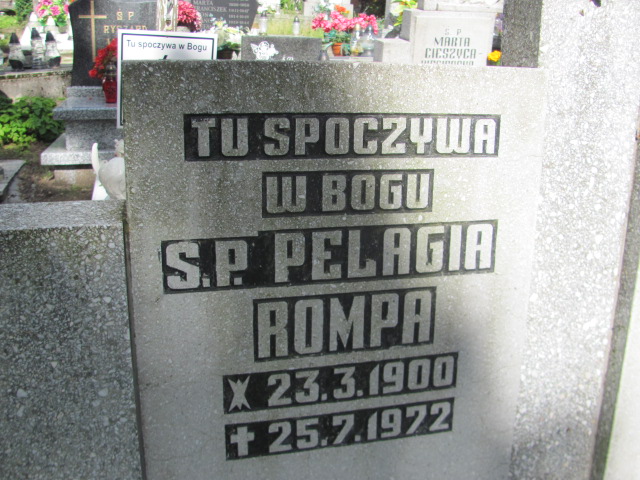 Ś P
Tu spoczywa w Bogu
Ś P
MARTA
CIESZYCA-
TU SPOCZYWA
W BOGU
S.P. PELAGIA
ROMPA
23.3.1900
25.7.1972